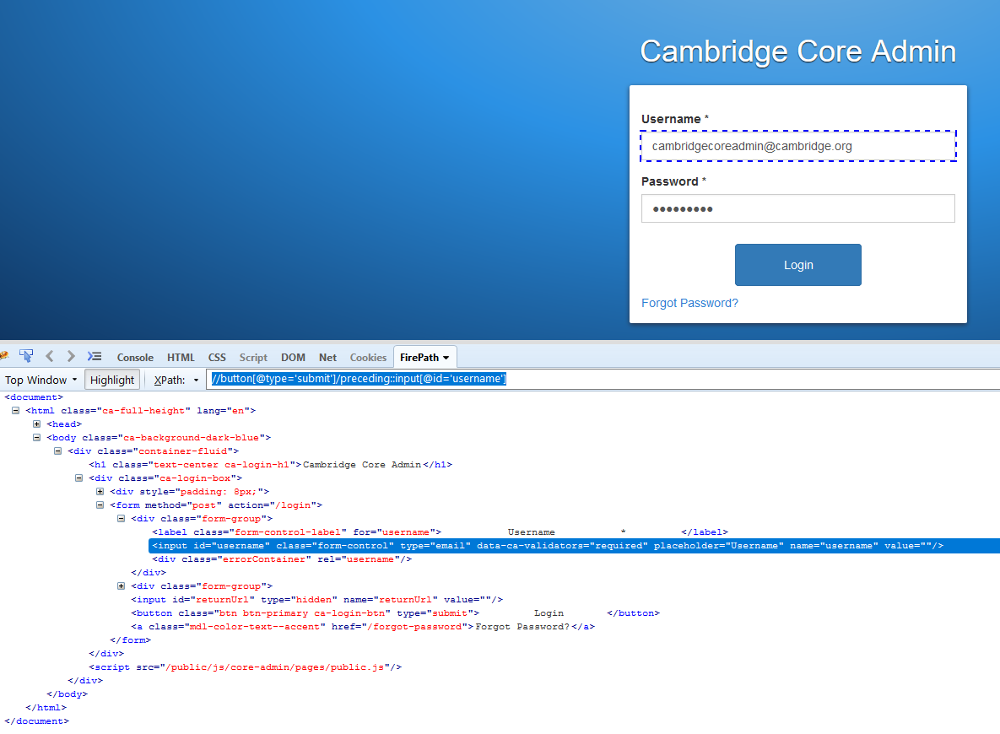 Cambridge Core Admin
Username *
cambridgecoreadmin@cambridge.org
Password *
●●●●●●●●●
Login
Forgot Password?
Console HTML CSS Script DOM Net Cookies FirePath
Top Window Highlight XPath: //button[@type='submit']/preceding::input[@id='username']
<document>
<html class="ca-full-height" lang="en">
<head>
<body class="ca-background-dark-blue">
<div class="container-fluid">
<h1 class="text-center ca-login-h1">Cambridge Core Admin</h1>
<div class="ca-login-box">
<div style="padding: 8px;">
<form method="post" action="/login">
<div class="form-group">
<label class="form-control-label" for="username"> Username * </label>
<input id="username" class="form-control" type="email" data-ca-validators="required" placeholder="Username" name="username" value=""/>
<div class="errorContainer" rel="username"/>
</div>
<div class="form-group">
<input id="returnUrl" type="hidden" name="returnUrl" value=""/>
<button class="btn btn-primary ca-login-btn" type="submit"> Login </button>
<a class="mdl-color-text--accent" href="/forgot-password">Forgot Password?</a>
</form>
</div>
<script src="/public/js/core-admin/pages/public.js"/>
</div>
</body>
</html>
</document>